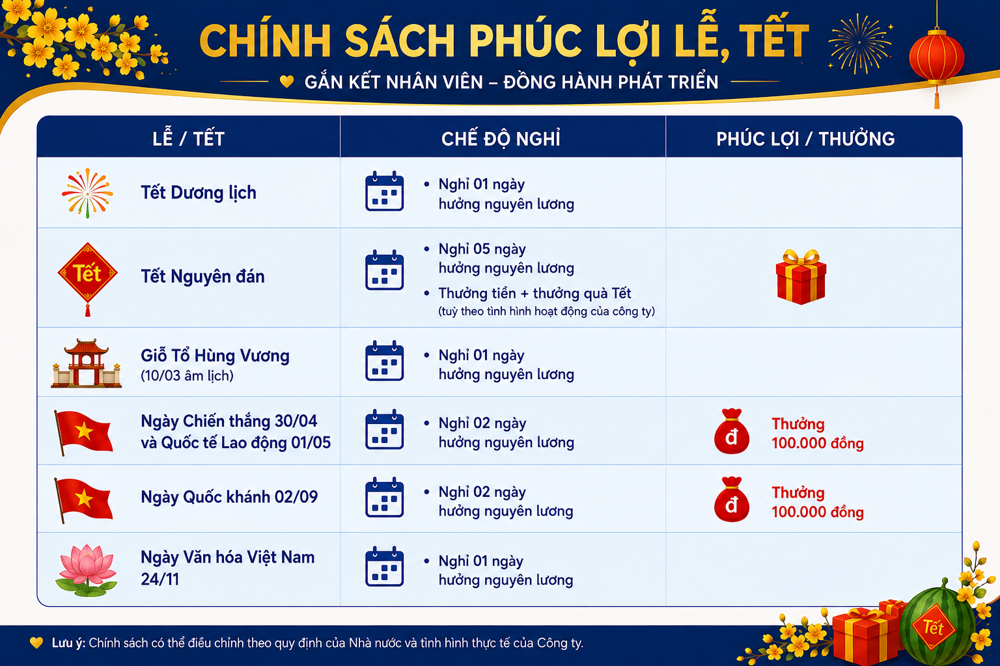 CHÍNH SÁCH PHÚC LỢI LỄ, TẾT
GẮN KẾT NHÂN VIÊN – ĐỒNG HÀNH PHÁT TRIỂN
LỄ / TẾT
CHẾ ĐỘ NGHỈ
PHÚC LỢI / THƯỞNG
Tết Dương lịch
• Nghỉ 01 ngày
hưởng nguyên lương
Tết
Tết Nguyên đán
• Nghỉ 05 ngày
hưởng nguyên lương
• Thưởng tiền + thưởng quà Tết
(tuỳ theo tình hình hoạt động của công ty)
Giỗ Tổ Hùng Vương
(10/03 âm lịch)
• Nghỉ 01 ngày
hưởng nguyên lương
Ngày Chiến thắng 30/04
và Quốc tế Lao động 01/05
• Nghỉ 02 ngày
hưởng nguyên lương
đ
Thưởng
100.000 đồng
Ngày Quốc khánh 02/09
• Nghỉ 02 ngày
hưởng nguyên lương
đ
Thưởng
100.000 đồng
Ngày Văn hóa Việt Nam
24/11
• Nghỉ 01 ngày
hưởng nguyên lương
Tết
Lưu ý: Chính sách có thể điều chỉnh theo quy định của Nhà nước và tình hình thực tế của Công ty.